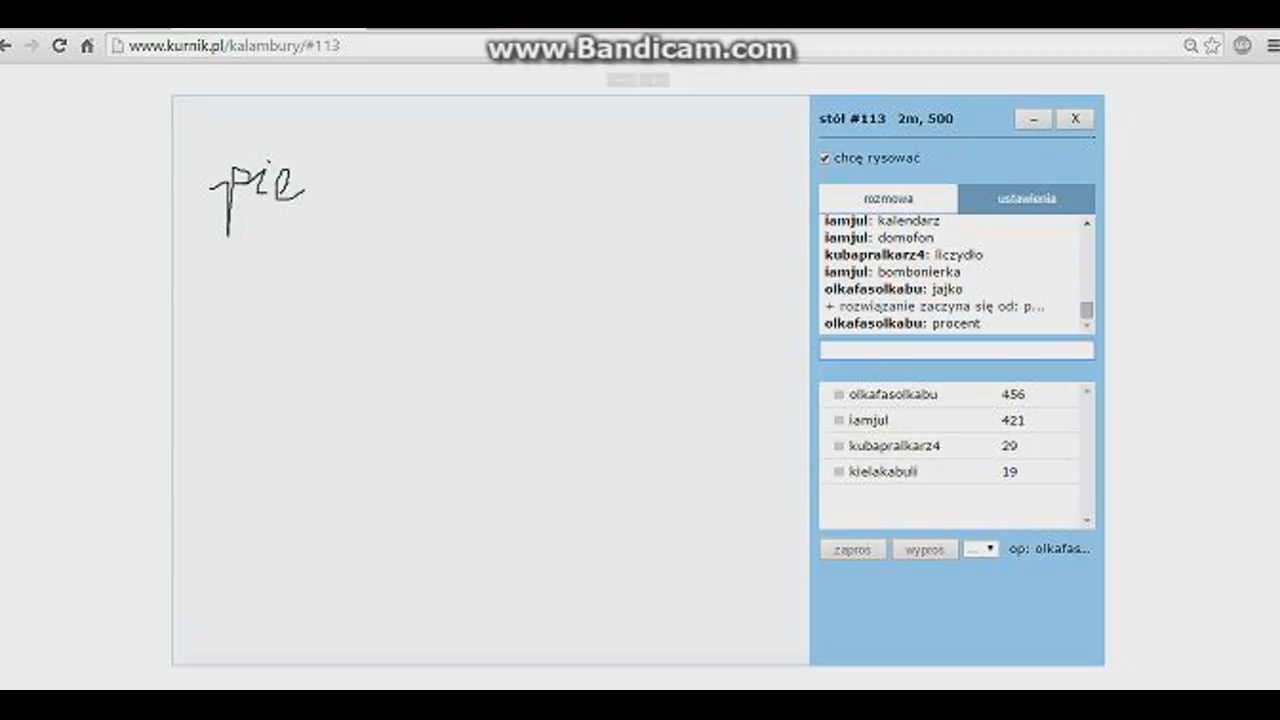 www.kurnik.pl/kalambury/#113
www.Bandicam.com
pie
stół #113 2m, 500
– X
chcę rysować
rozmowa ustawienia
iamjul: kalendarz
iamjul: domofon
kubapralkarz4: liczydło
iamjul: bombonierka
olkafasolkabu: jajko
+ rozwiązanie zaczyna się od: p...
olkafasolkabu: procent
olkafasolkabu 456
iamjul 421
kubapralkarz4 29
kielakabuli 19
zaproś wyproś ... op: olkafas...